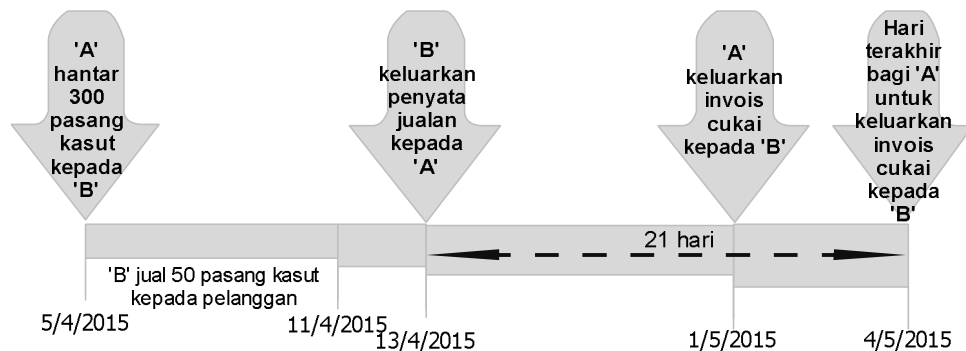 'A'
hantar
300
pasang
kasut
kepada
'B'
'B'
keluarkan
penyata
jualan
kepada
'A'
'A'
keluarkan
invois
cukai
kepada 'B'
Hari
terakhir
bagi 'A'
untuk
keluarkan
invois
cukai
kepada
'B'
21 hari
'B' jual 50 pasang kasut
kepada pelanggan
5/4/2015
11/4/2015
13/4/2015
1/5/2015
4/5/2015